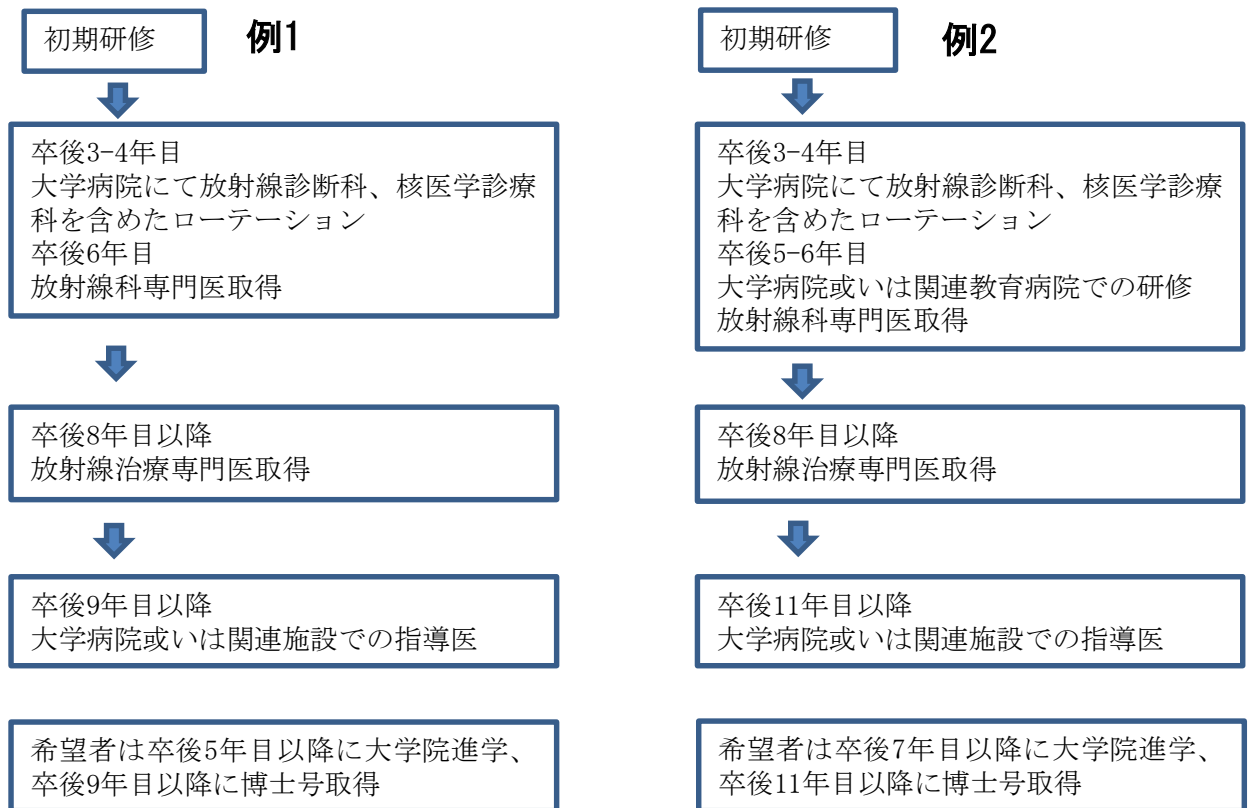 初期研修
例1
卒後3-4年目
大学病院にて放射線診断科、核医学診療
科を含めたローテーション
卒後6年目
放射線科専門医取得
卒後8年目以降
放射線治療専門医取得
卒後9年目以降
大学病院或いは関連施設での指導医
希望者は卒後5年目以降に大学院進学、
卒後9年目以降に博士号取得
初期研修
例2
卒後3-4年目
大学病院にて放射線診断科、核医学診療
科を含めたローテーション
卒後5-6年目
大学病院或いは関連教育病院での研修
放射線科専門医取得
卒後8年目以降
放射線治療専門医取得
卒後11年目以降
大学病院或いは関連施設での指導医
希望者は卒後7年目以降に大学院進学、
卒後11年目以降に博士号取得